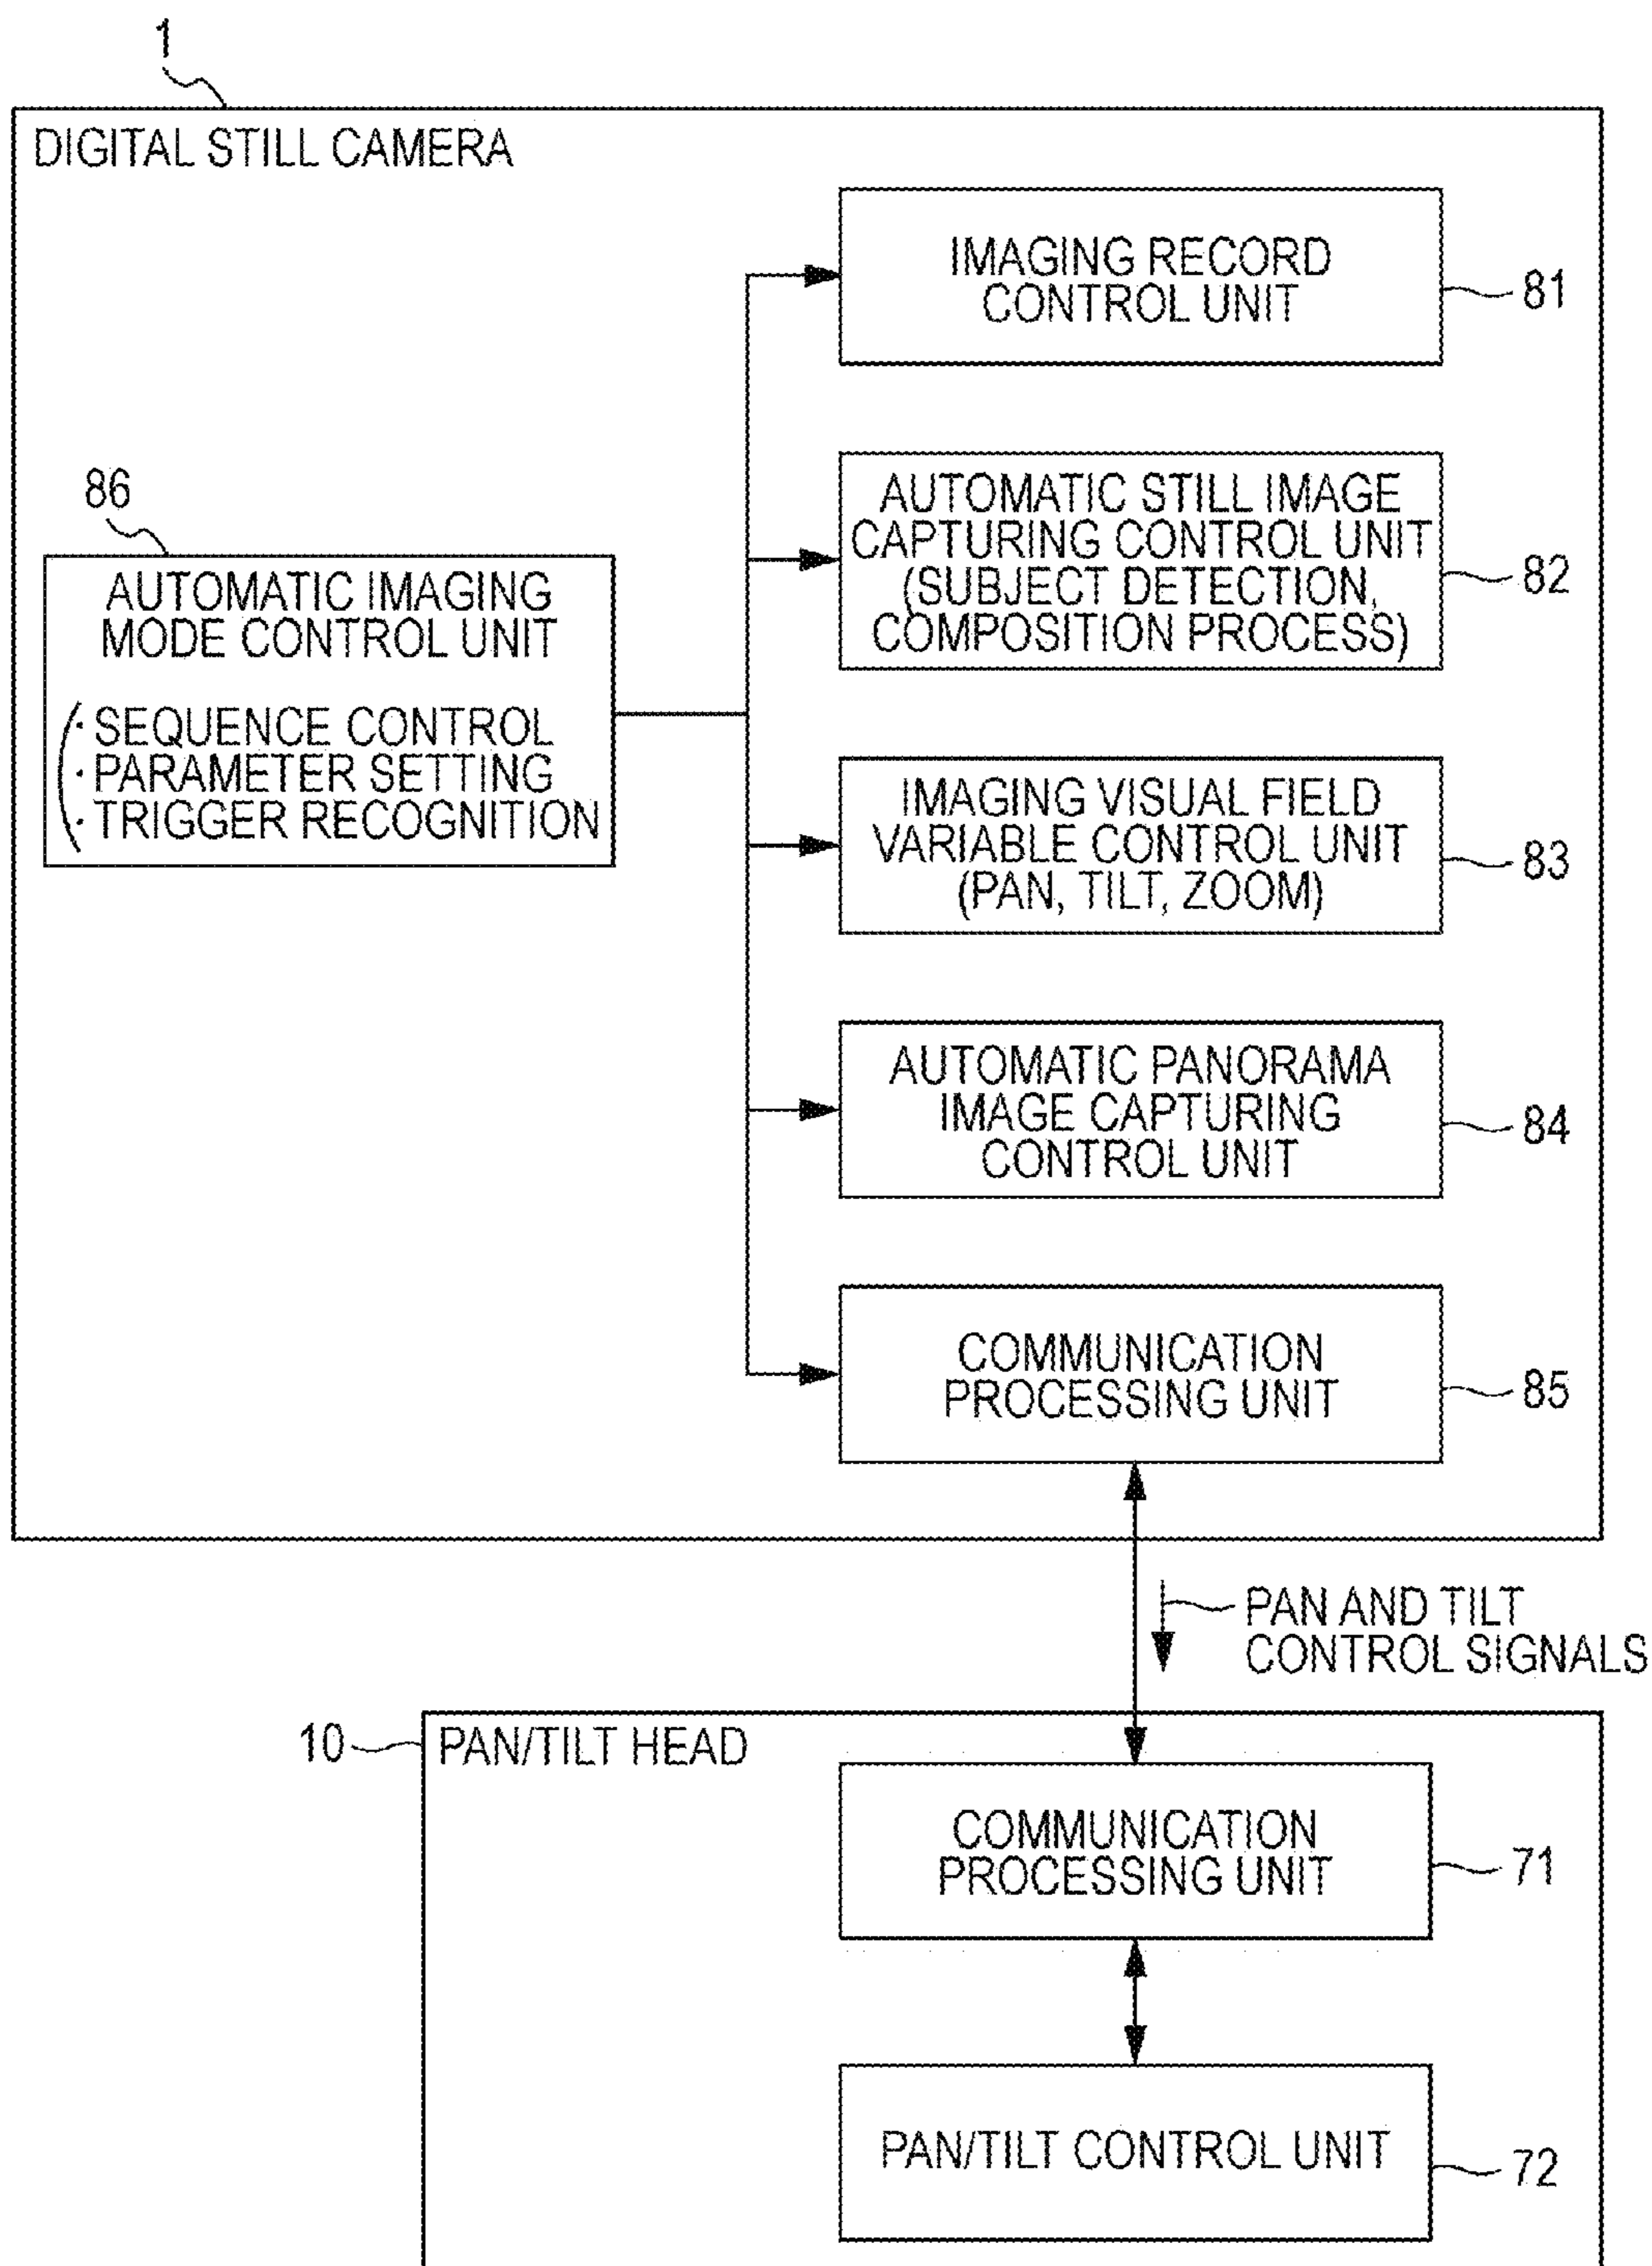 1
DIGITAL STILL CAMERA
IMAGING RECORD
CONTROL UNIT
81
AUTOMATIC STILL IMAGE
CAPTURING CONTROL UNIT
(SUBJECT DETECTION,
COMPOSITION PROCESS)
82
86
AUTOMATIC IMAGING
MODE CONTROL UNIT
· SEQUENCE CONTROL
· PARAMETER SETTING
· TRIGGER RECOGNITION
IMAGING VISUAL FIELD
VARIABLE CONTROL UNIT
(PAN, TILT, ZOOM)
83
AUTOMATIC PANORAMA
IMAGE CAPTURING
CONTROL UNIT
84
COMMUNICATION
PROCESSING UNIT
85
PAN AND TILT
CONTROL SIGNALS
10
PAN/TILT HEAD
COMMUNICATION
PROCESSING UNIT
71
PAN/TILT CONTROL UNIT
72